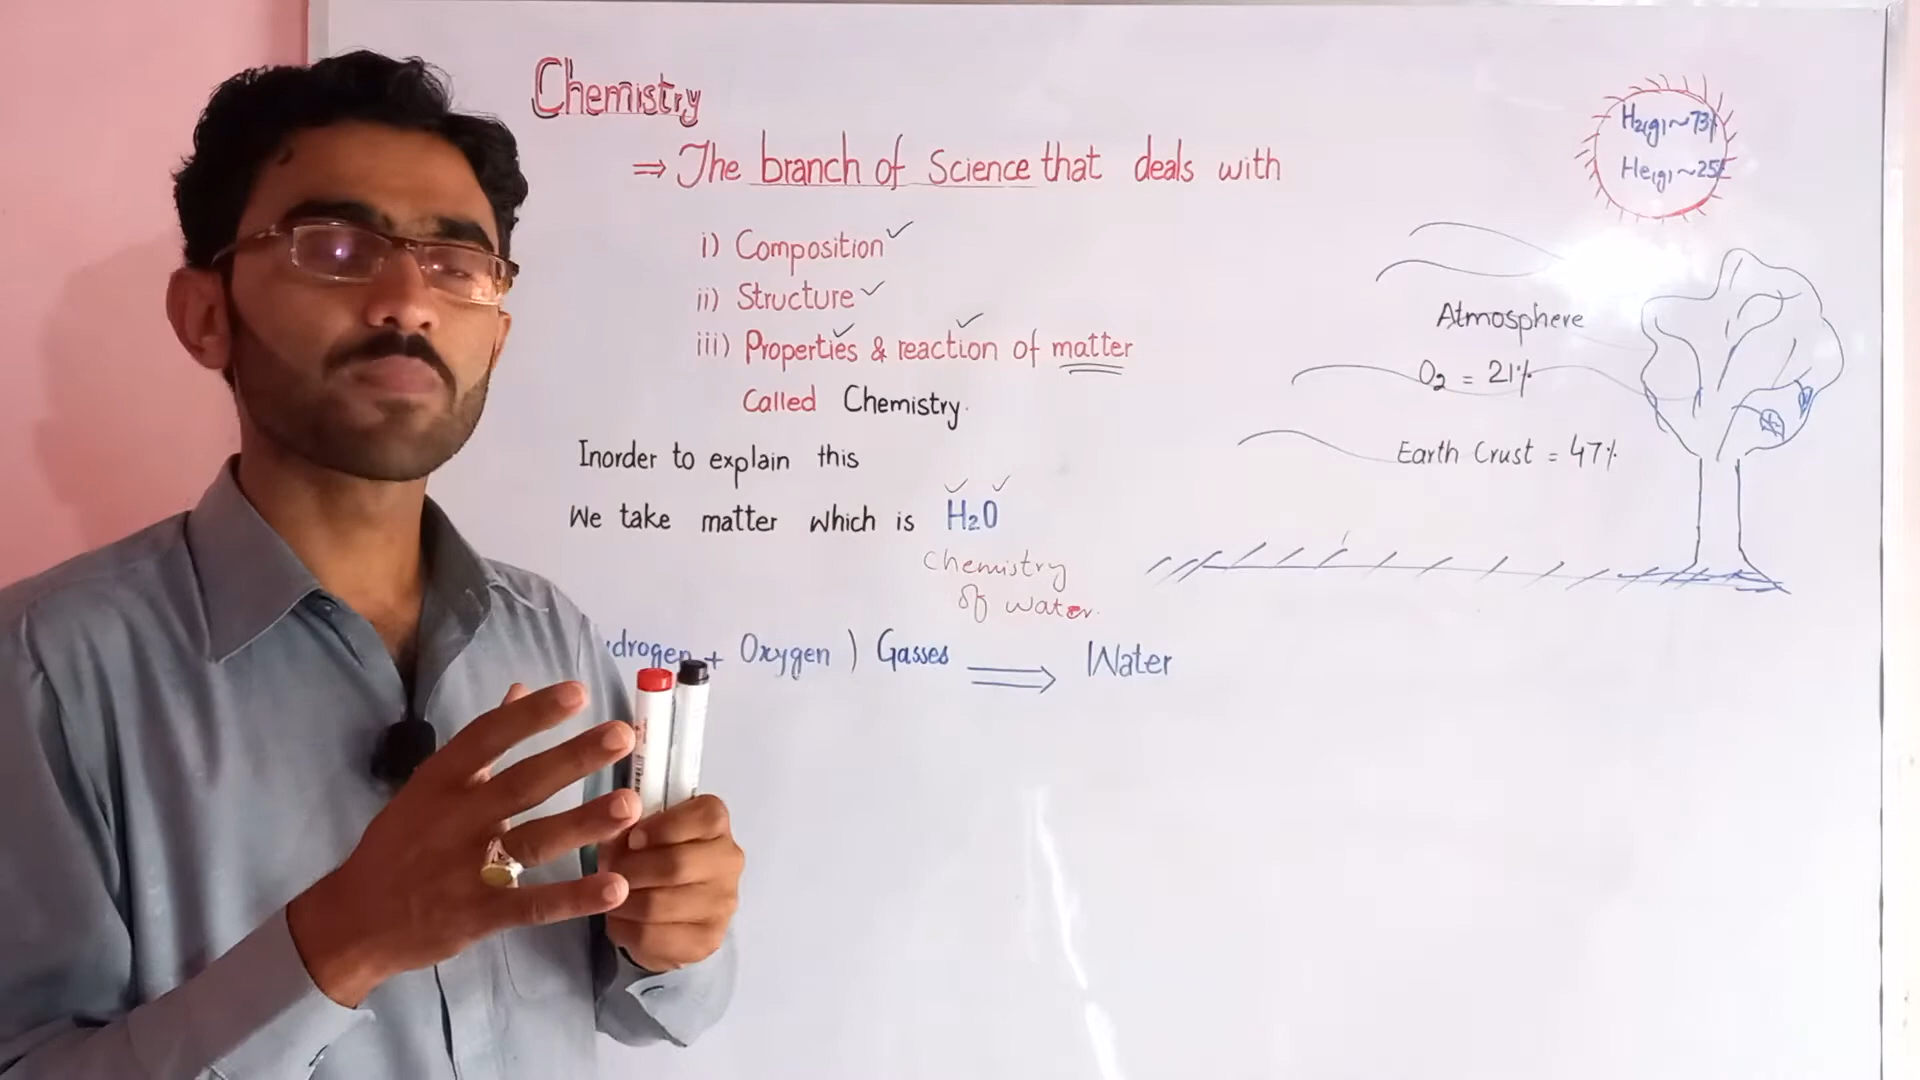 Chemistry
⇒ The branch of Science that deals with
i) Composition ✓
ii) Structure ✓
iii) Properties & reaction of matter
Called Chemistry.
Inorder to explain this
We take matter which is H₂O
Chemistry
of water.
drogen + Oxygen ) Gasses ⟹ Water
H₂(g) ~ 73%
He(g) ~ 25%
Atmosphere
O₂ = 21%
Earth Crust = 47%